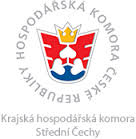 HOSPODÁŘSKÁ KOMORA ČESKÉ REPUBLIKY
Krajská hospodářská komora
Střední Čechy